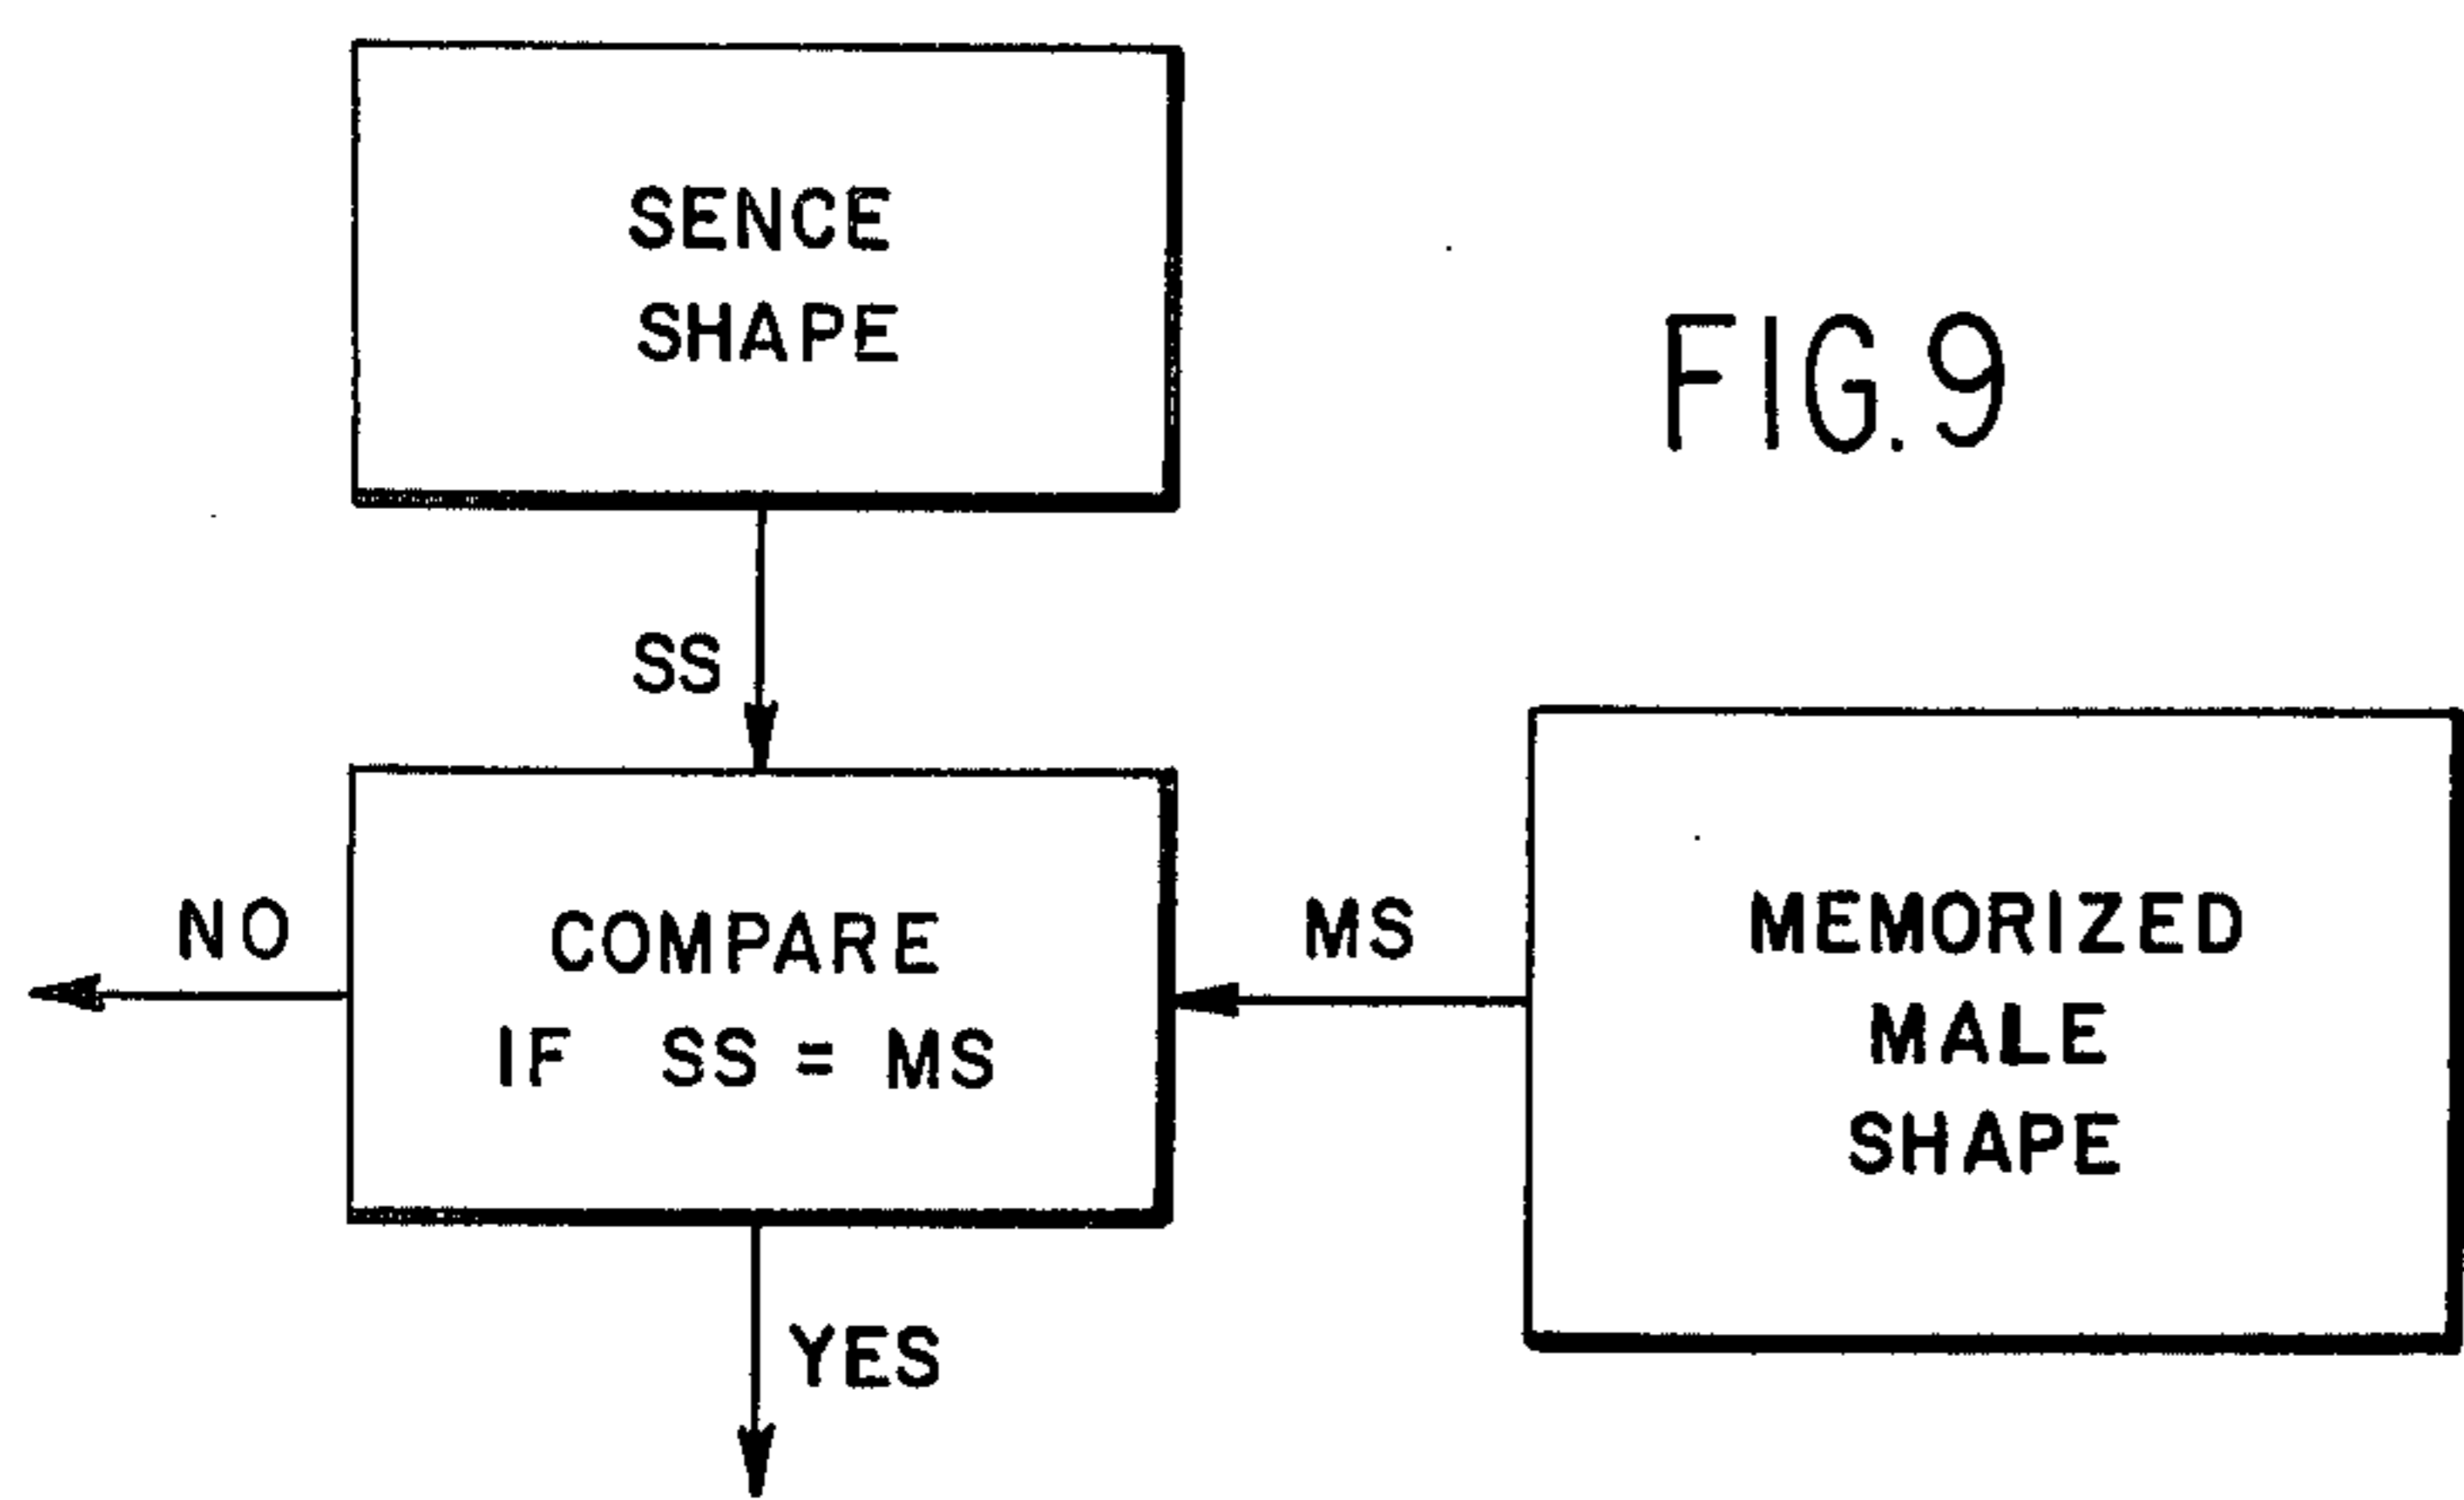 SENCE
SHAPE
FIG.9
SS
NO
COMPARE
IF SS = MS
MS
MEMORIZED
MALE
SHAPE
YES